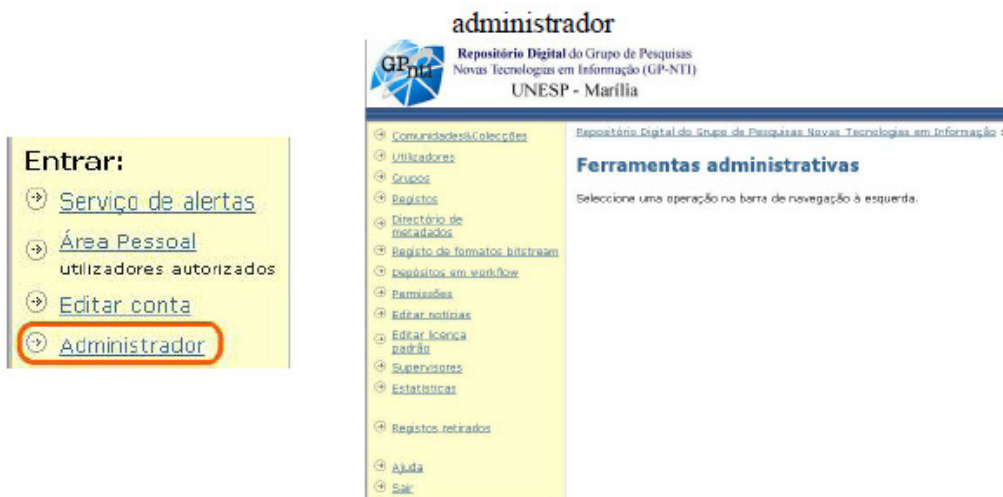 administrador
GPnti
Repositório Digital do Grupo de Pesquisas
Novas Tecnologias em Informação (GP-NTI)
UNESP - Marília
Entrar:
Serviço de alertas
Área Pessoal
utilizadores autorizados
Editar conta
Administrador
Comunidades&Colecções
Utilizadores
Grupos
Registos
Directório de
metadados
Registo de formatos bitstream
Depósitos em workflow
Permissões
Editar notícias
Editar licença
padrão
Supervisores
Estatísticas
Registos retirados
Ajuda
Sair
Repositório Digital do Grupo de Pesquisas Novas Tecnologias em Informação :
Ferramentas administrativas
Seleccione uma operação na barra de navegação à esquerda.